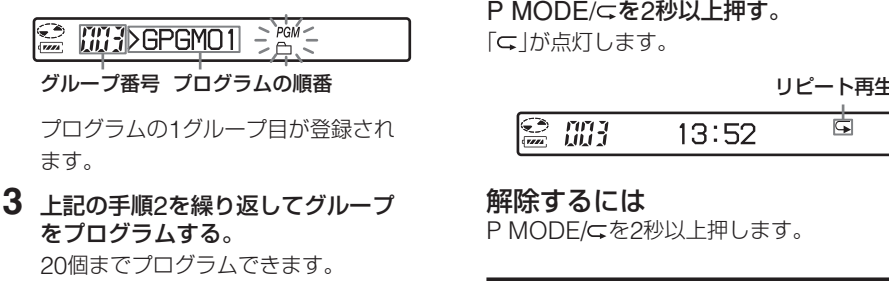 003>GPGM01 PGM
グループ番号 プログラムの順番
プログラムの1グループ目が登録され
ます。
3 上記の手順2を繰り返してグループ
をプログラムする。
20個までプログラムできます。
P MODE/⊂を2秒以上押す。
「⊂」が点灯します。
リピート再生
003 13:52
解除するには
P MODE/⊂を2秒以上押します。